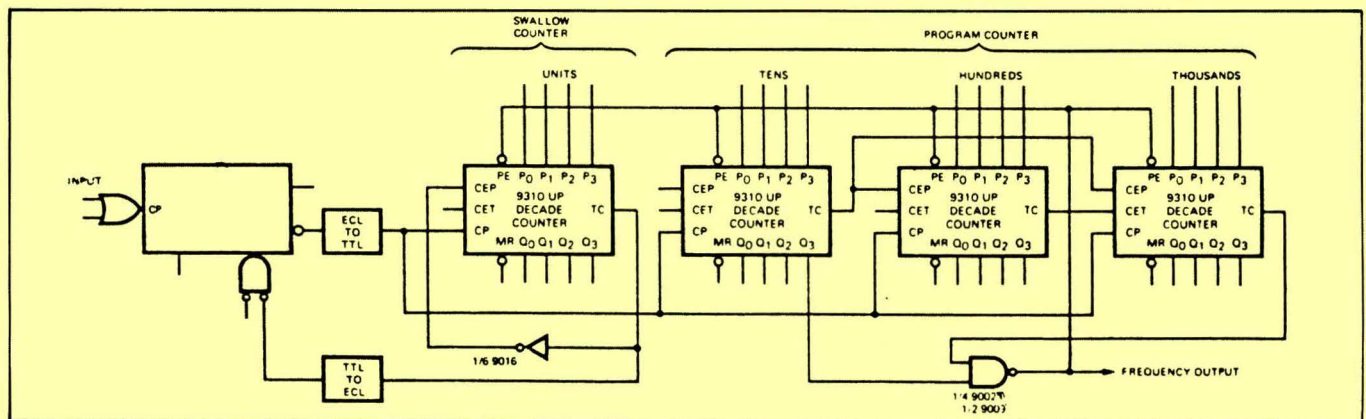 SWALLOW
COUNTER
PROGRAM COUNTER
UNITS
TENS
HUNDREDS
THOUSANDS
INPUT
CP
ECL
TO
TTL
PE P0 P1 P2 P3
CEP
9310 UP
CET DECADE TC
COUNTER
CP
MR Q0 Q1 Q2 Q3
PE P0 P1 P2 P3
CEP
9310 UP
CET DECADE TC
COUNTER
CP
MR Q0 Q1 Q2 Q3
PE P0 P1 P2 P3
CEP
9310 UP
CET DECADE TC
COUNTER
CP
MR Q0 Q1 Q2 Q3
PE P0 P1 P2 P3
CEP
9310 UP
CET DECADE TC
COUNTER
CP
MR Q0 Q1 Q2 Q3
1/6 9016
TTL
TO
ECL
FREQUENCY OUTPUT
1/4 9002
1/2 9003